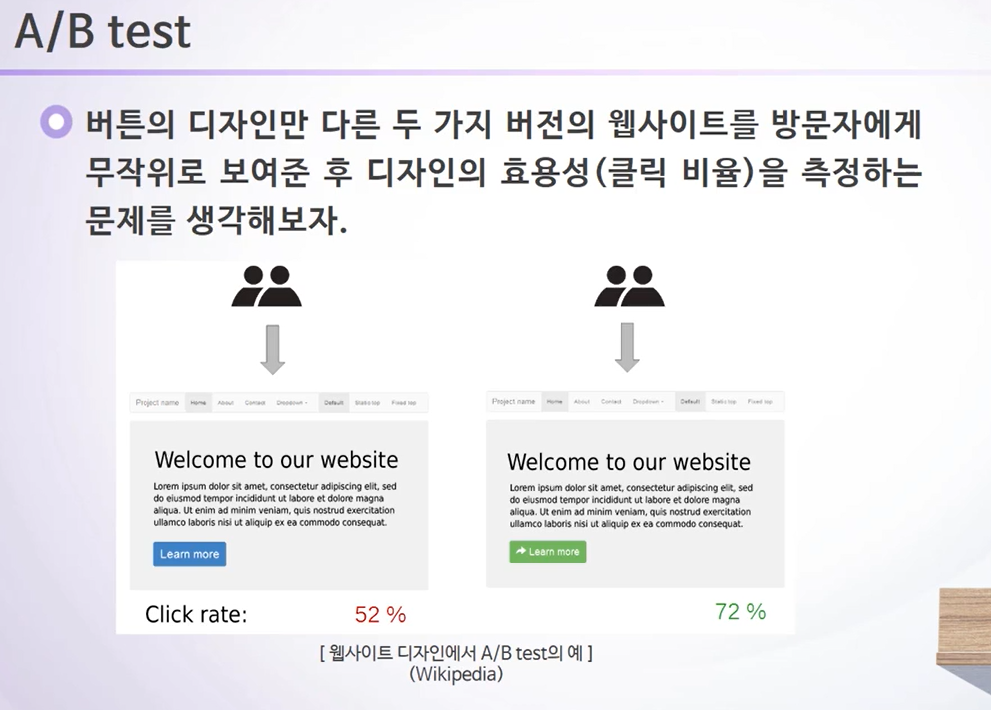 A/B test
버튼의 디자인만 다른 두 가지 버전의 웹사이트를 방문자에게
무작위로 보여준 후 디자인의 효용성(클릭 비율)을 측정하는
문제를 생각해보자.
Project name Home About Contact Dropdown Default Static top Fixed top
Welcome to our website
Lorem ipsum dolor sit amet, consectetur adipiscing elit, sed
do eiusmod tempor incididunt ut labore et dolore magna
aliqua. Ut enim ad minim veniam, quis nostrud exercitation
ullamco laboris nisi ut aliquip ex ea commodo consequat.
Learn more
Project name Home About Contact Dropdown Default Static top Fixed top
Welcome to our website
Lorem ipsum dolor sit amet, consectetur adipiscing elit, sed
do eiusmod tempor incididunt ut labore et dolore magna
aliqua. Ut enim ad minim veniam, quis nostrud exercitation
ullamco laboris nisi ut aliquip ex ea commodo consequat.
Learn more
Click rate: 52 % 72 %
[ 웹사이트 디자인에서 A/B test의 예 ]
(Wikipedia)